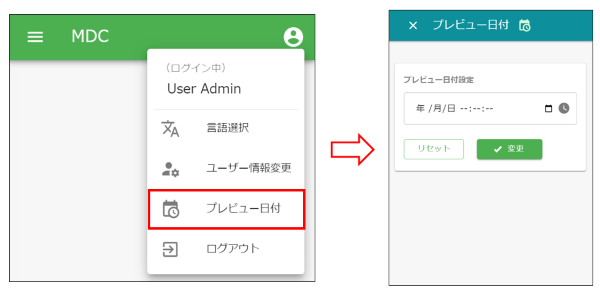 MDC
(ログイン中)
User Admin
言語選択
ユーザー情報変更
プレビュー日付
ログアウト
プレビュー日付
プレビュー日付設定
年 /月/日 --:--:--
リセット
変更